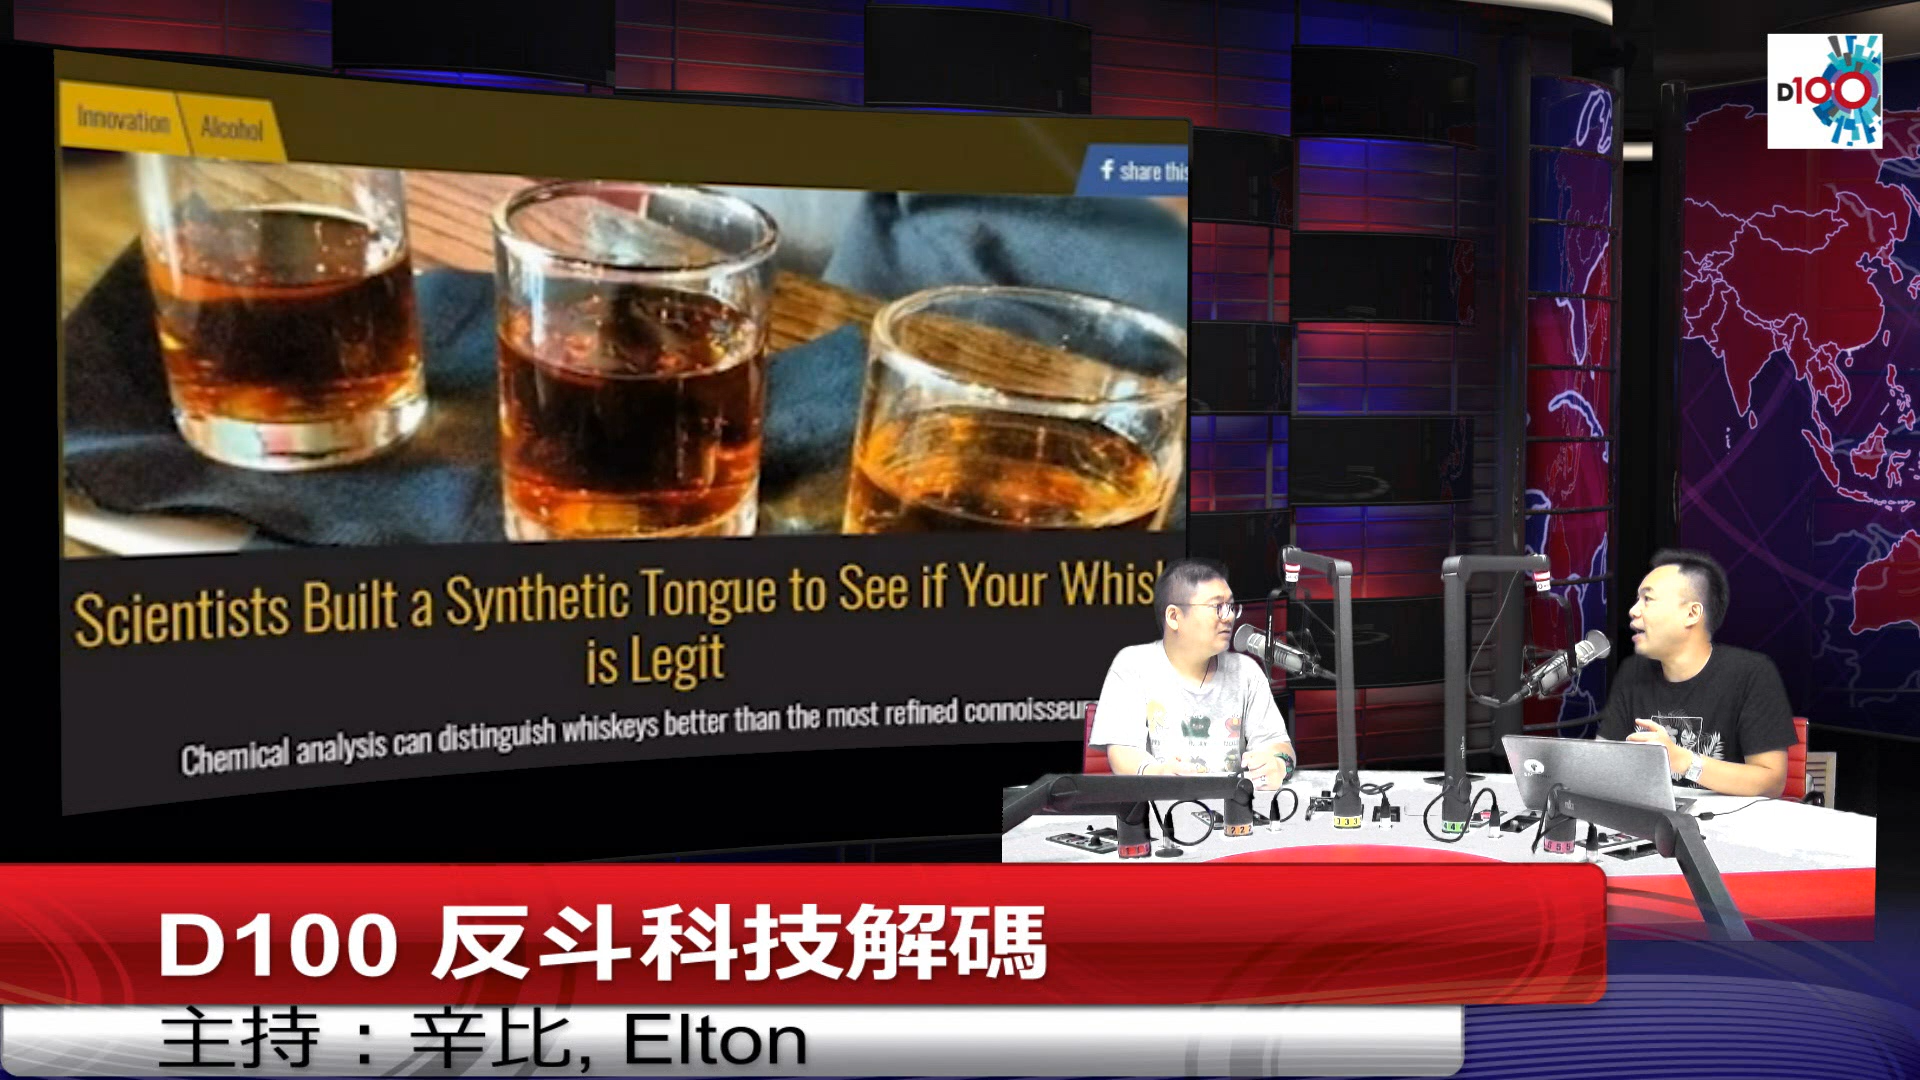 Innovation
Alcohol
f share this
D100
Scientists Built a Synthetic Tongue to See if Your Whis
is Legit
Chemical analysis can distinguish whiskeys better than the most refined connoisseur
D100 反斗科技解碼
主持：辛比, Elton